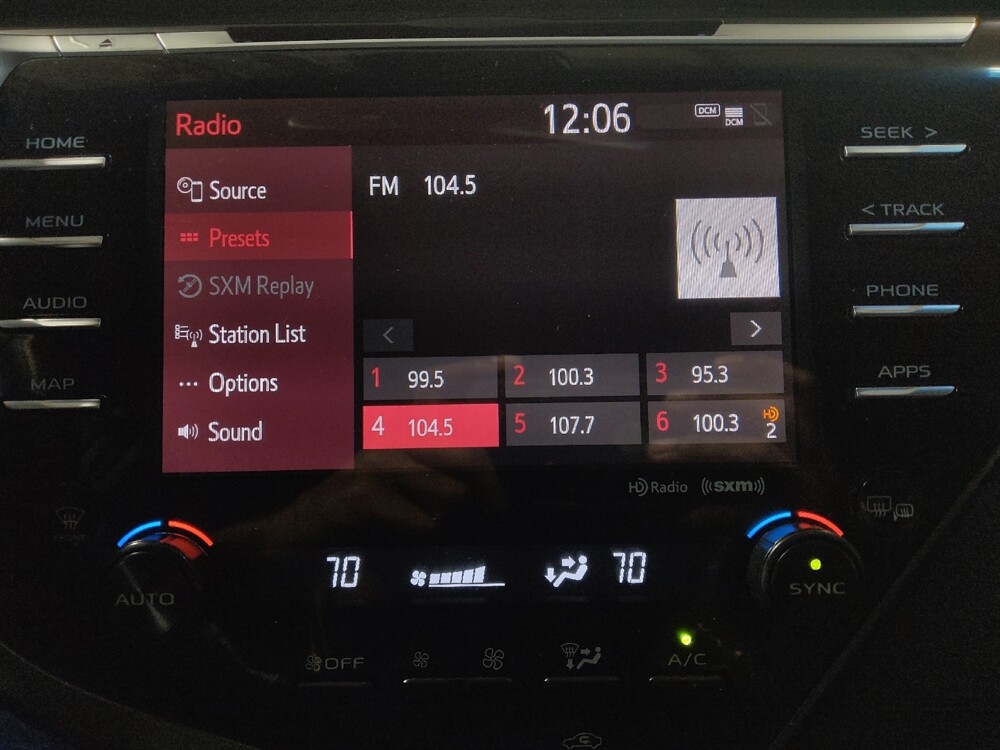 Radio
12:06
DCM
DCM
HOME
MENU
AUDIO
MAP
Source
Presets
SXM Replay
Station List
Options
Sound
FM 104.5
<
>
1 99.5
2 100.3
3 95.3
4 104.5
5 107.7
6 100.3 HD 2
HD Radio
((sxm))
SEEK >
< TRACK
PHONE
APPS
70
70
AUTO
SYNC
OFF
A/C